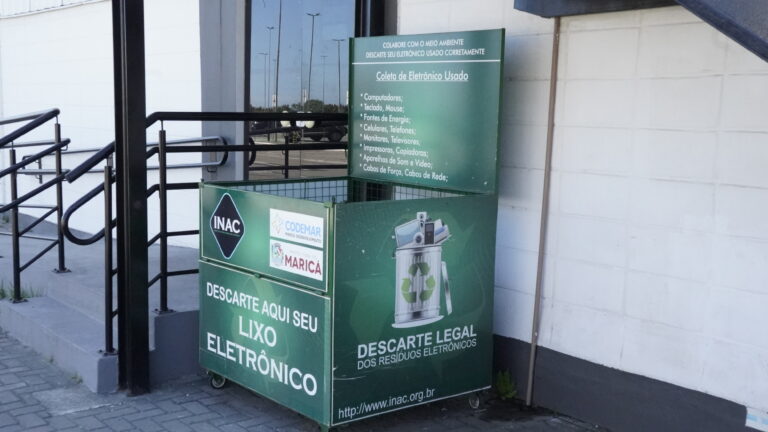 COLABORE COM O MEIO AMBIENTE
DESCARTE SEU ELETRÔNICO USADO CORRETAMENTE
Coleta de Eletrônico Usado
* Computadores;
* Teclado, Mouse;
* Fontes de Energia;
* Celulares, Telefones;
* Monitores, Televisores,
* Impressoras, Copiadoras;
* Aparelhos de Som e Vídeo;
* Cabos de Força, Cabos de Rede;
INAC
CODEMAR
MARICÁ
DESCARTE AQUI SEU
LIXO
ELETRÔNICO
DESCARTE LEGAL
DOS RESÍDUOS ELETRÔNICOS
http://www.inac.org.br